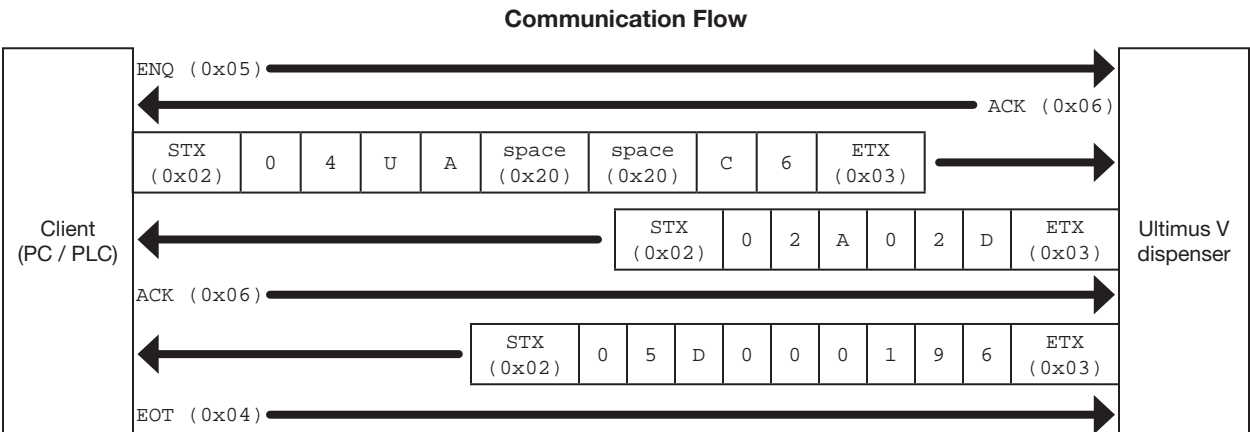 Communication Flow
ENQ (0x05)
ACK (0x06)
STX (0x02) 0 4 U A space (0x20) space (0x20) C 6 ETX (0x03)
Client (PC / PLC)
STX (0x02) 0 2 A 0 2 D ETX (0x03)
Ultimus V dispenser
ACK (0x06)
STX (0x02) 0 5 D 0 0 0 1 9 6 ETX (0x03)
EOT (0x04)